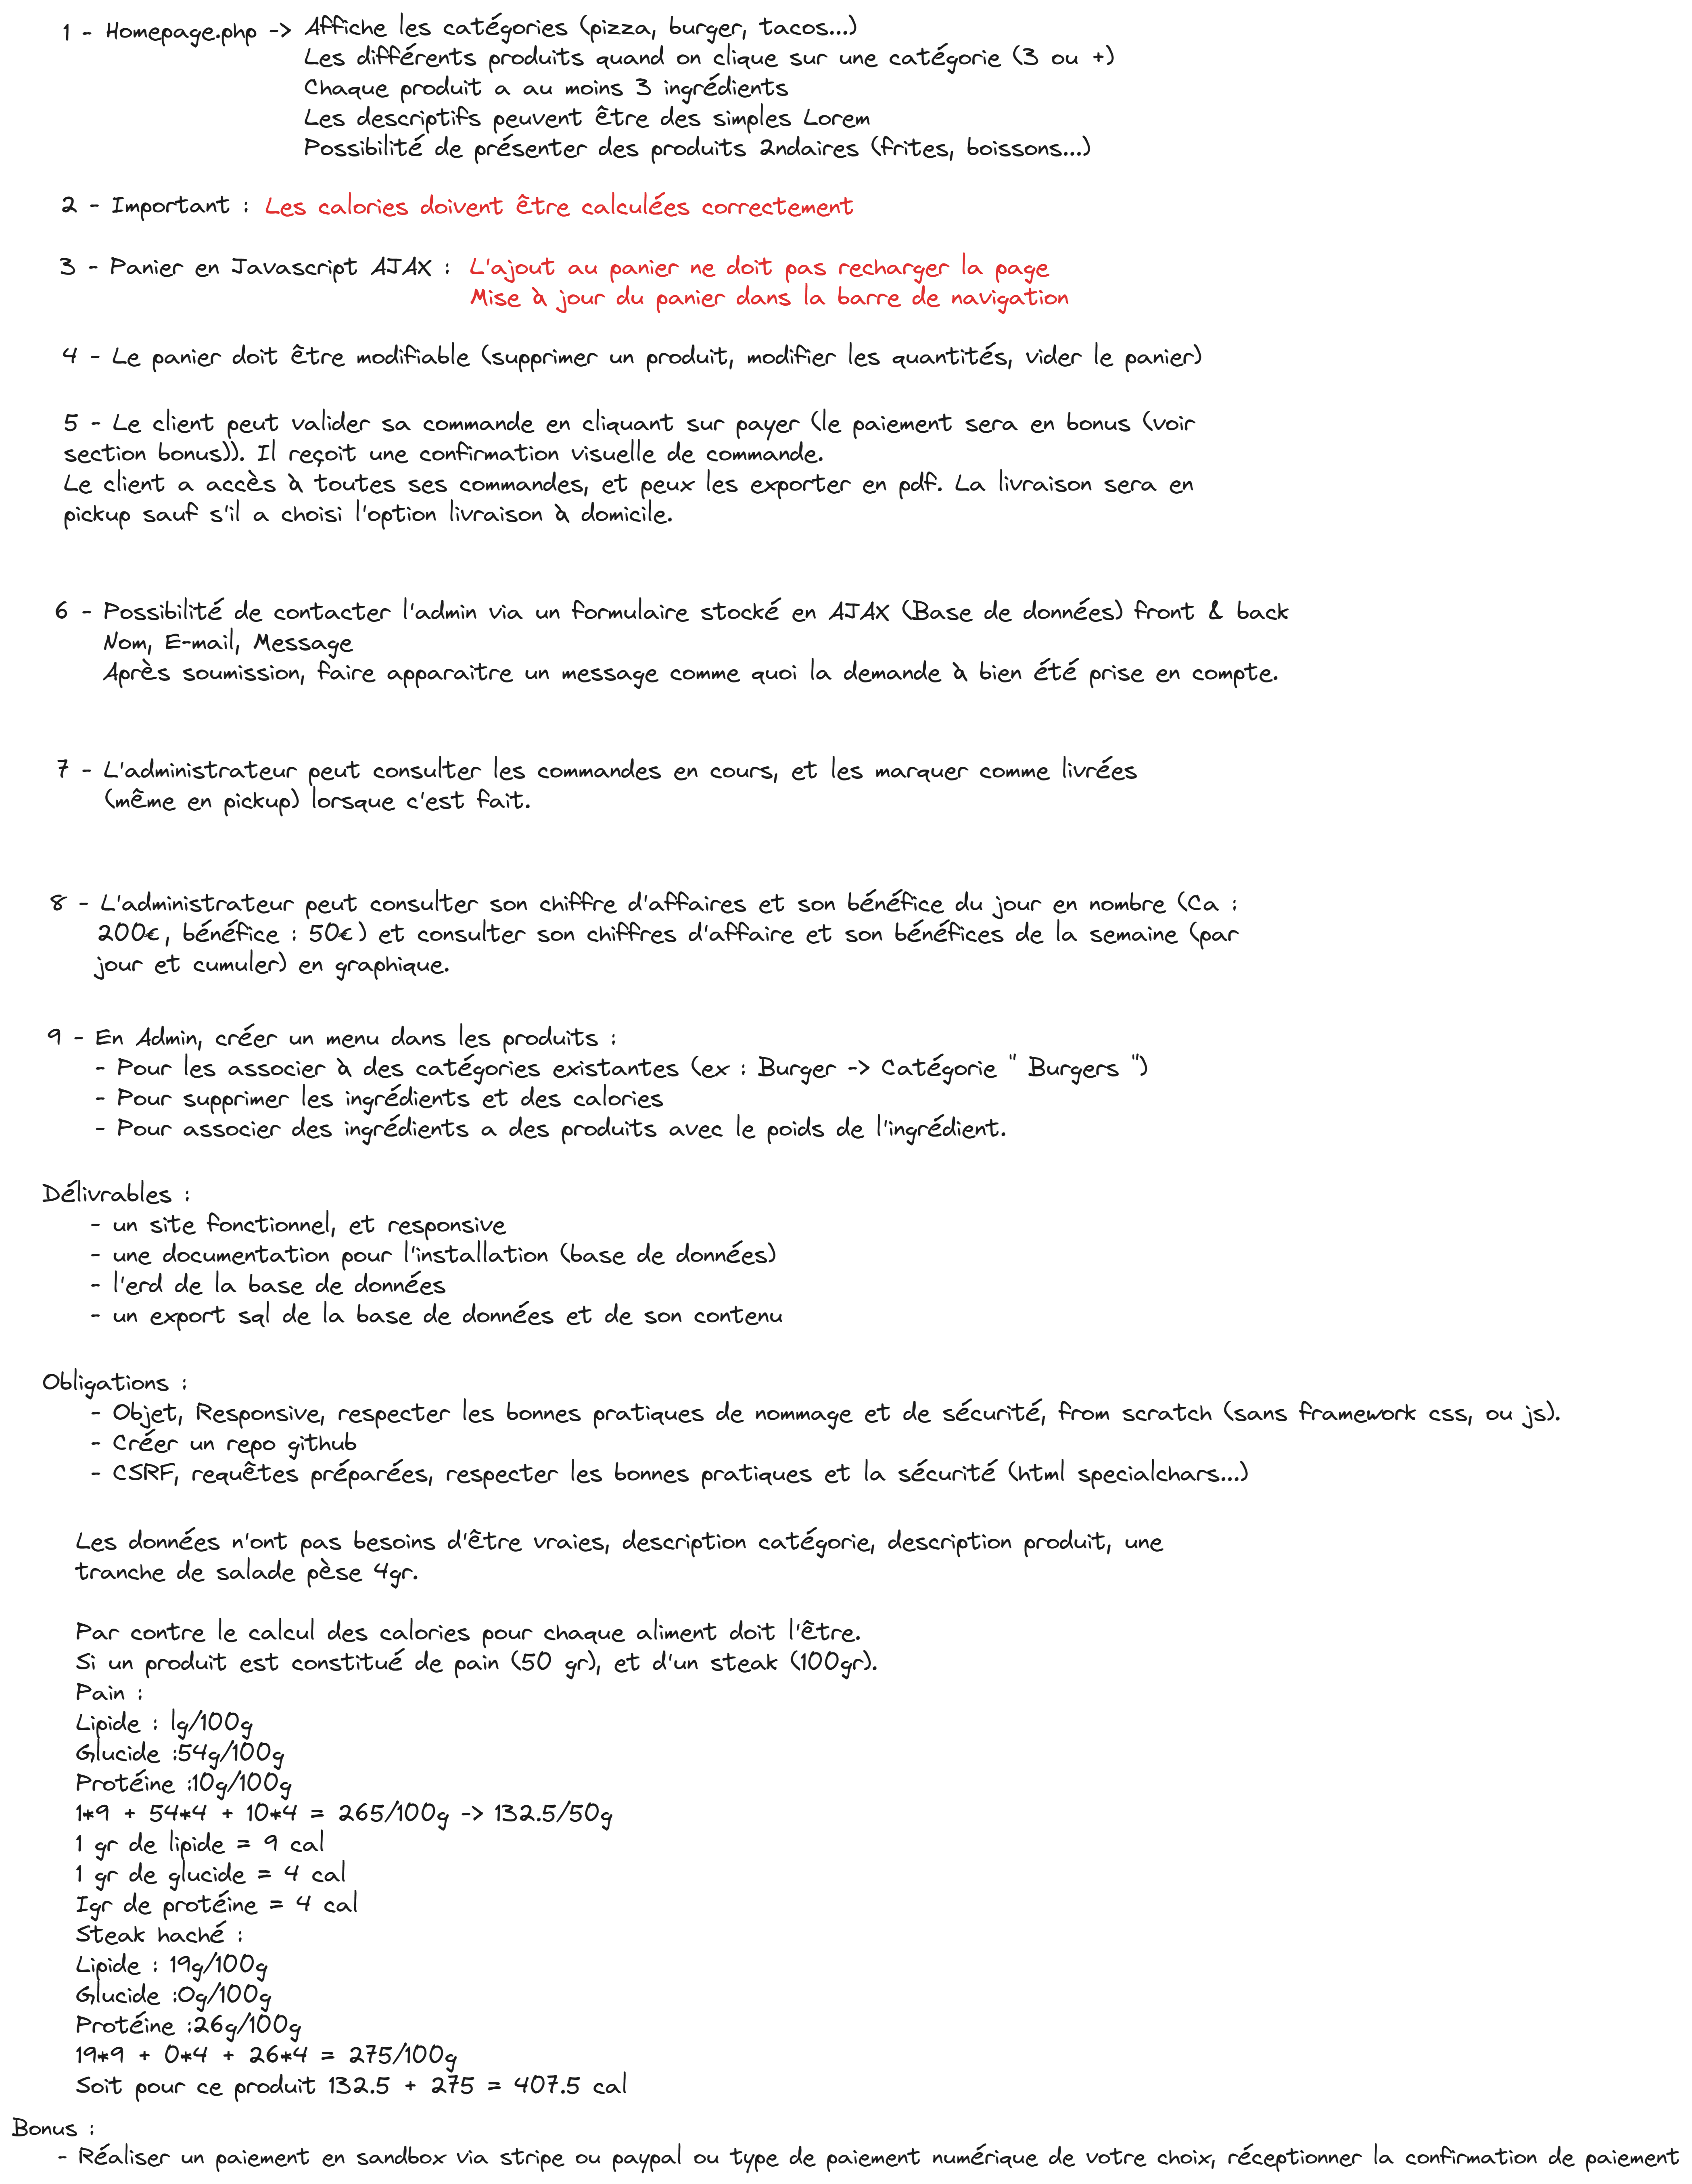 1 - Homepage.php -> Affiche les catégories (pizza, burger, tacos...)
Les différents produits quand on clique sur une catégorie (3 ou +)
Chaque produit a au moins 3 ingrédients
Les descriptifs peuvent être des simples Lorem
Possibilité de présenter des produits 2ndaires (frites, boissons...)
2 - Important : Les calories doivent être calculées correctement
3 - Panier en Javascript AJAX : L'ajout au panier ne doit pas recharger la page
Mise à jour du panier dans la barre de navigation
4 - Le panier doit être modifiable (supprimer un produit, modifier les quantités, vider le panier)
5 - Le client peut valider sa commande en cliquant sur payer (le paiement sera en bonus (voir
section bonus)). Il reçoit une confirmation visuelle de commande.
Le client a accès à toutes ses commandes, et peux les exporter en pdf. La livraison sera en
pickup sauf s'il a choisi l'option livraison à domicile.
6 - Possibilité de contacter l'admin via un formulaire stocké en AJAX (Base de données) front & back
Nom, E-mail, Message
Après soumission, faire apparaitre un message comme quoi la demande à bien été prise en compte.
7 - L'administrateur peut consulter les commandes en cours, et les marquer comme livrées
(même en pickup) lorsque c'est fait.
8 - L'administrateur peut consulter son chiffre d'affaires et son bénéfice du jour en nombre (Ca :
200€, bénéfice : 50€) et consulter son chiffres d'affaire et son bénéfices de la semaine (par
jour et cumuler) en graphique.
9 - En Admin, créer un menu dans les produits :
- Pour les associer à des catégories existantes (ex : Burger -> Catégorie " Burgers ")
- Pour supprimer les ingrédients et des calories
- Pour associer des ingrédients a des produits avec le poids de l'ingrédient.
Délivrables :
- un site fonctionnel, et responsive
- une documentation pour l'installation (base de données)
- l'erd de la base de données
- un export sql de la base de données et de son contenu
Obligations :
- Objet, Responsive, respecter les bonnes pratiques de nommage et de sécurité, from scratch (sans framework css, ou js).
- Créer un repo github
- CSRF, requêtes préparées, respecter les bonnes pratiques et la sécurité (html specialchars...)
Les données n'ont pas besoins d'être vraies, description catégorie, description produit, une
tranche de salade pèse 4gr.
Par contre le calcul des calories pour chaque aliment doit l'être.
Si un produit est constitué de pain (50 gr), et d'un steak (100gr).
Pain :
Lipide : lg/100g
Glucide :54g/100g
Protéine :10g/100g
1*9 + 54*4 + 10*4 = 265/100g -> 132.5/50g
1 gr de lipide = 9 cal
1 gr de glucide = 4 cal
Igr de protéine = 4 cal
Steak haché :
Lipide : 19g/100g
Glucide :0g/100g
Protéine :26g/100g
19*9 + 0*4 + 26*4 = 275/100g
Soit pour ce produit 132.5 + 275 = 407.5 cal
Bonus :
- Réaliser un paiement en sandbox via stripe ou paypal ou type de paiement numérique de votre choix, réceptionner la confirmation de paiement